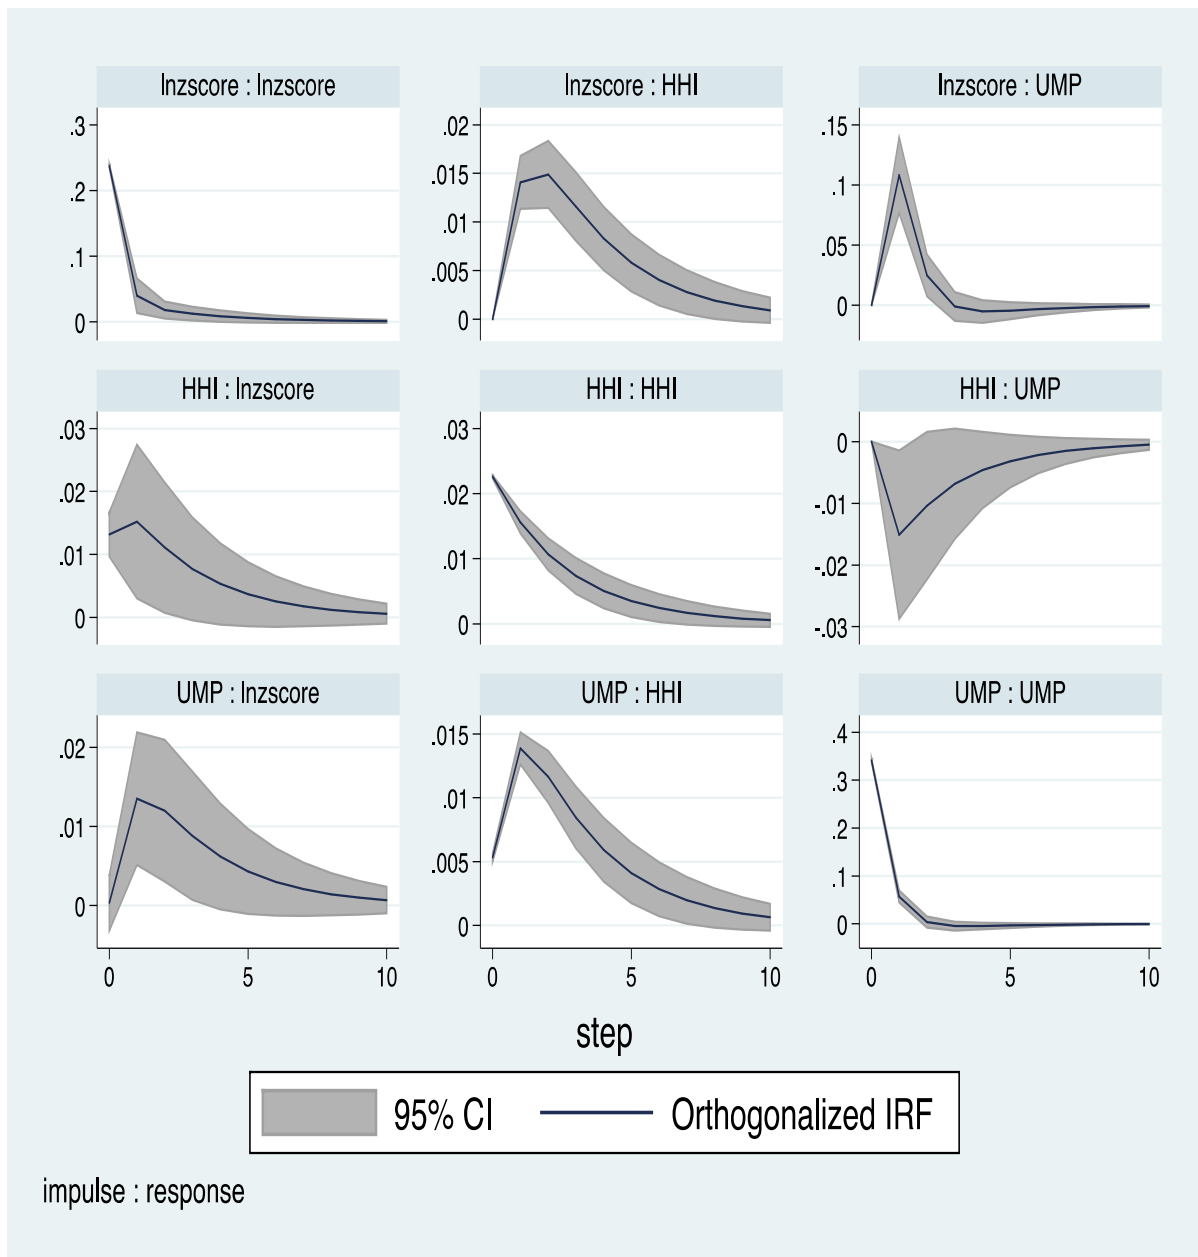 lnzscore : lnzscore
lnzscore : HHI
lnzscore : UMP
.3
.2
.1
0
.02
.015
.01
.005
0
.15
.1
.05
0
HHI : lnzscore
HHI : HHI
HHI : UMP
.03
.02
.01
0
.03
.02
.01
0
0
-.01
-.02
-.03
UMP : lnzscore
UMP : HHI
UMP : UMP
.02
.01
0
.015
.01
.005
0
.4
.3
.2
.1
0
0 5 10
0 5 10
0 5 10
step
95% CI
Orthogonalized IRF
impulse : response